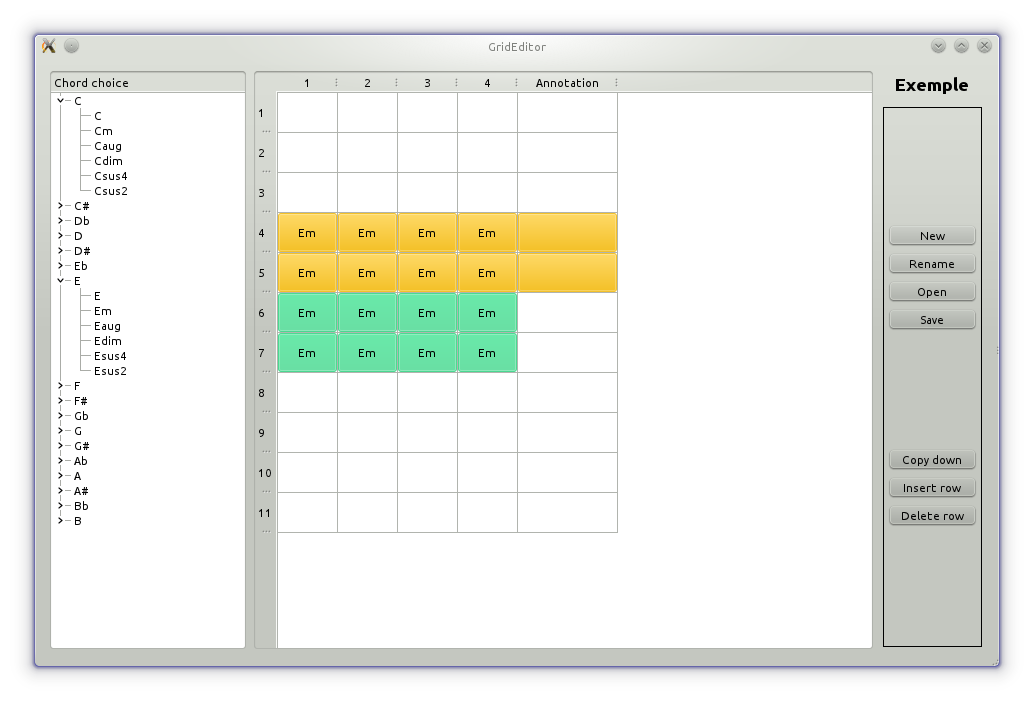 GridEditor
Chord choice
C
C
Cm
Caug
Cdim
Csus4
Csus2
C#
Db
D
D#
Eb
E
E
Em
Eaug
Edim
Esus4
Esus2
F
F#
Gb
G
G#
Ab
A
A#
Bb
B
1 2 3 4 Annotation
1
...
2
...
3
...
4 Em Em Em Em
...
5 Em Em Em Em
...
6 Em Em Em Em
...
7 Em Em Em Em
...
8
...
9
...
10
...
11
...
Exemple
New
Rename
Open
Save
Copy down
Insert row
Delete row